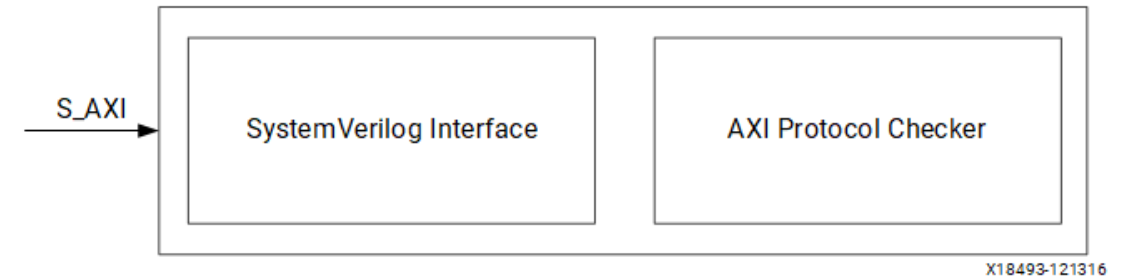 S_AXI
SystemVerilog Interface
AXI Protocol Checker
X18493-121316